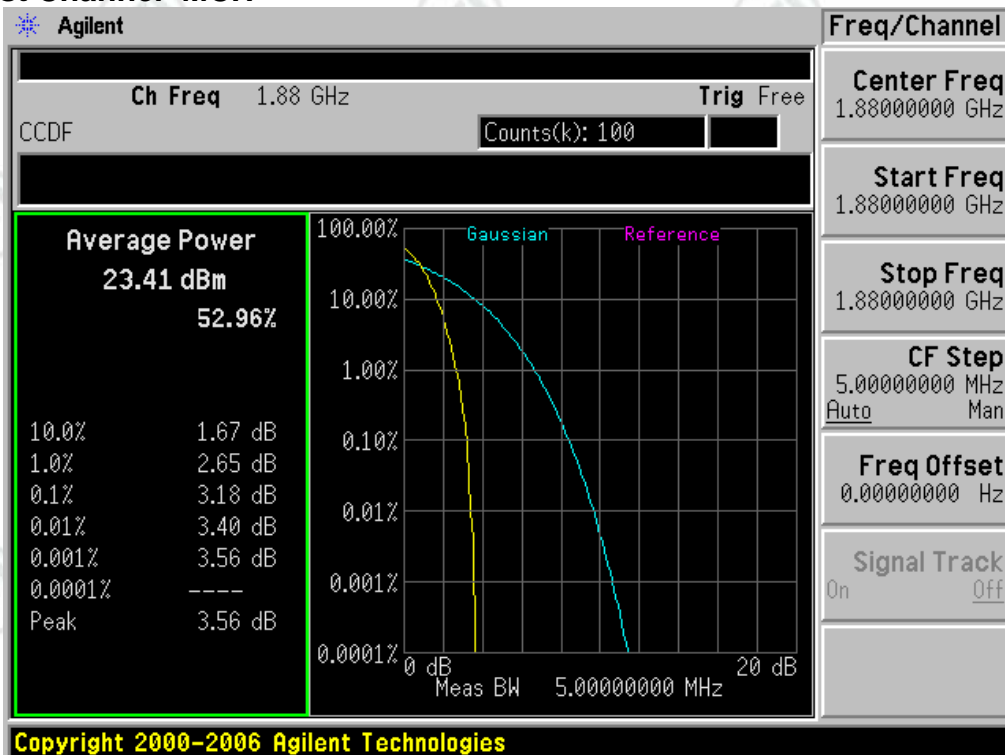 Agilent
Freq/Channel
Ch Freq 1.88 GHz Trig Free
CCDF Counts(k): 100
Average Power
23.41 dBm
52.96%
10.0% 1.67 dB
1.0% 2.65 dB
0.1% 3.18 dB
0.01% 3.40 dB
0.001% 3.56 dB
0.0001% ----
Peak 3.56 dB
Gaussian Reference
100.00%
10.00%
1.00%
0.10%
0.01%
0.001%
0.0001%
0 dB 20 dB
Meas BW 5.00000000 MHz
Center Freq
1.88000000 GHz
Start Freq
1.88000000 GHz
Stop Freq
1.88000000 GHz
CF Step
5.00000000 MHz
Auto Man
Freq Offset
0.00000000 Hz
Signal Track
On Off
Copyright 2000-2006 Agilent Technologies